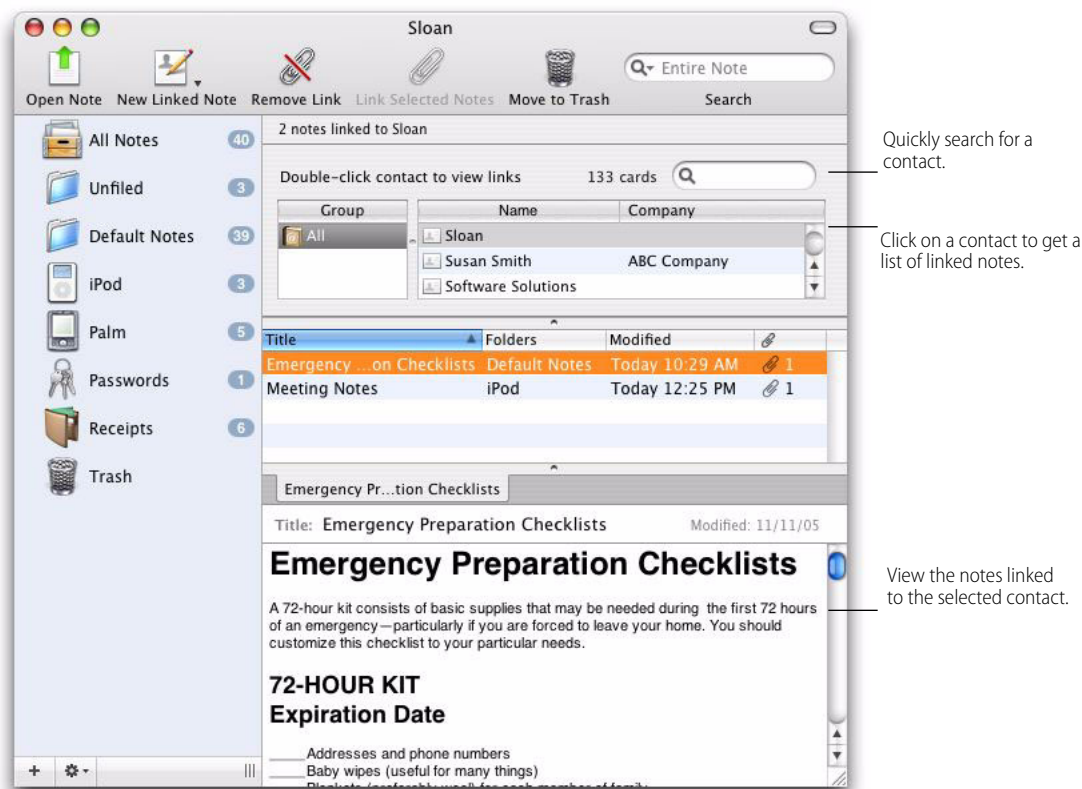 Sloan
Open Note New Linked Note Remove Link Link Selected Notes Move to Trash Search
Entire Note
All Notes 40
Unfiled 3
Default Notes 39
iPod 3
Palm 5
Passwords 1
Receipts 6
Trash
2 notes linked to Sloan
Double-click contact to view links 133 cards
Group Name Company
All
Sloan
Susan Smith ABC Company
Software Solutions
Title Folders Modified
Emergency ...on Checklists Default Notes Today 10:29 AM 1
Meeting Notes iPod Today 12:25 PM 1
Emergency Pr...tion Checklists
Title: Emergency Preparation Checklists Modified: 11/11/05
Emergency Preparation Checklists
A 72-hour kit consists of basic supplies that may be needed during the first 72 hours
of an emergency—particularly if you are forced to leave your home. You should
customize this checklist to your particular needs.
72-HOUR KIT
Expiration Date
_____Addresses and phone numbers
_____Baby wipes (useful for many things)
Quickly search for a
contact.
Click on a contact to get a
list of linked notes.
View the notes linked
to the selected contact.